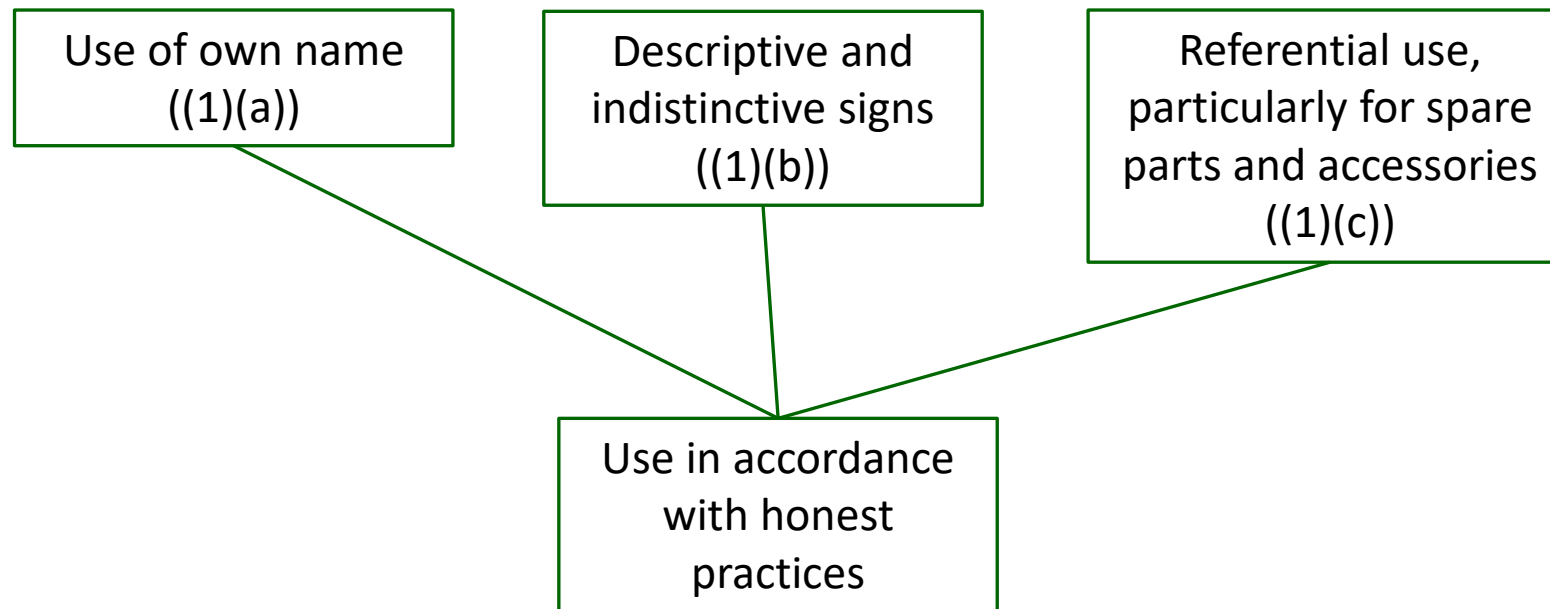 Use of own name
((1)(a))
Descriptive and
indistinctive signs
((1)(b))
Referential use,
particularly for spare
parts and accessories
((1)(c))
Use in accordance
with honest
practices